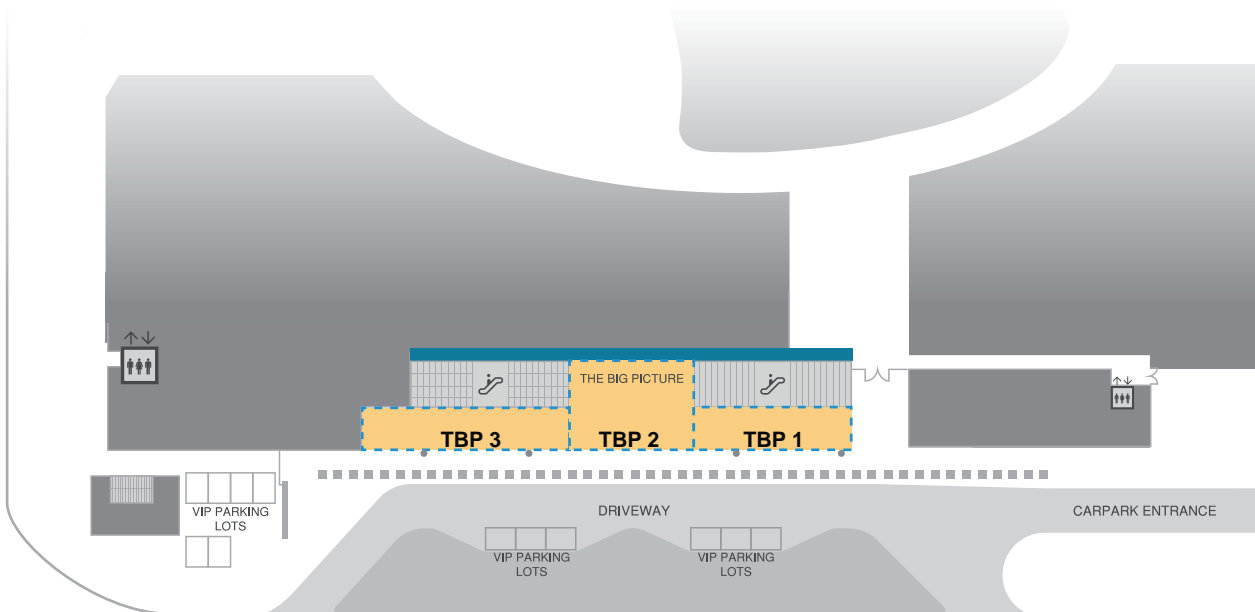 THE BIG PICTURE
TBP 3
TBP 2
TBP 1
VIP PARKING
LOTS
DRIVEWAY
CARPARK ENTRANCE
VIP PARKING
LOTS
VIP PARKING
LOTS